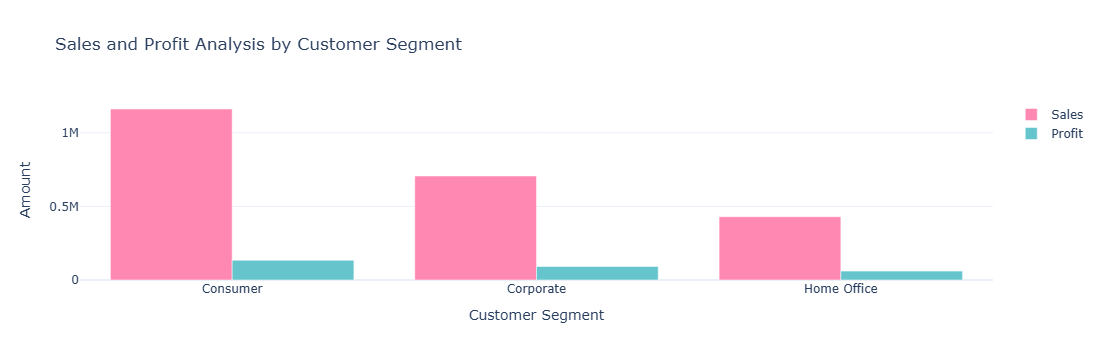 Sales and Profit Analysis by Customer Segment
Sales
Profit
Amount
1M
0.5M
0
Consumer
Corporate
Home Office
Customer Segment